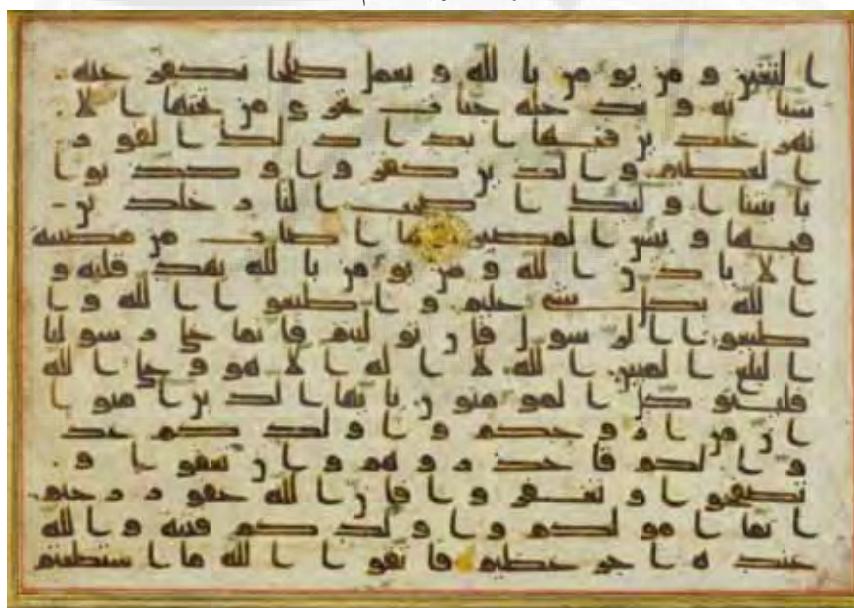 التغبن ومن يومن بالله ويعمل صلحا يكفر عنه
سياته ويدخله جنات تجري من تحتها الا
نهر خلدين فيها ابدا ذلك الفوز
العظيم والذين كفروا وكذبوا
بايتنا اولئك اصحب النار خلدين
فيها وبئس المصير ما اصاب من مصيبة
الا باذن الله ومن يومن بالله يهد قلبه و
الله بكل شي عليم واطيعوا الله وا
طيعوا الرسول فان توليتم فانما على رسولنا
البلغ المبين الله لا اله الا هو وعلى الله
فليتوكل المومنون يايها الذين امنوا
ان من ازوجكم واولدكم عد
وا لكم فاحذروهم وان تعفوا و
تصفحوا وتغفروا فان الله غفور رحيم
انما امولكم واولدكم فتنة والله
عنده اجر عظيم فاتقوا الله ما استطعتم